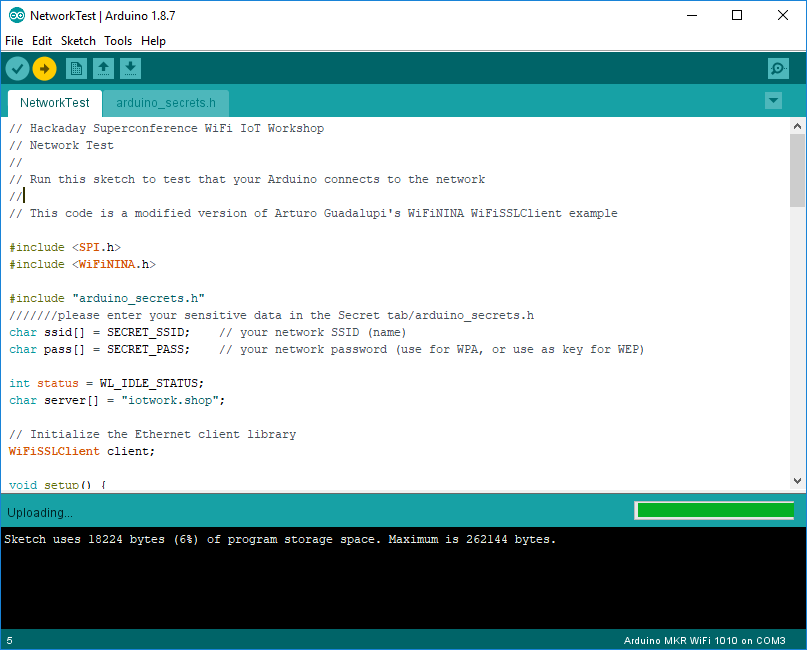 NetworkTest | Arduino 1.8.7
File Edit Sketch Tools Help
NetworkTest arduino_secrets.h
// Hackaday Superconference WiFi IoT Workshop
// Network Test
//
// Run this sketch to test that your Arduino connects to the network
//
// This code is a modified version of Arturo Guadalupi's WiFiNINA WiFiSSLClient example
#include <SPI.h>
#include <WiFiNINA.h>
#include "arduino_secrets.h"
///////please enter your sensitive data in the Secret tab/arduino_secrets.h
char ssid[] = SECRET_SSID;    // your network SSID (name)
char pass[] = SECRET_PASS;    // your network password (use for WPA, or use as key for WEP)
int status = WL_IDLE_STATUS;
char server[] = "iotwork.shop";
// Initialize the Ethernet client library
WiFiSSLClient client;
void setup() {
Uploading...
Sketch uses 18224 bytes (6%) of program storage space. Maximum is 262144 bytes.
5 Arduino MKR WiFi 1010 on COM3